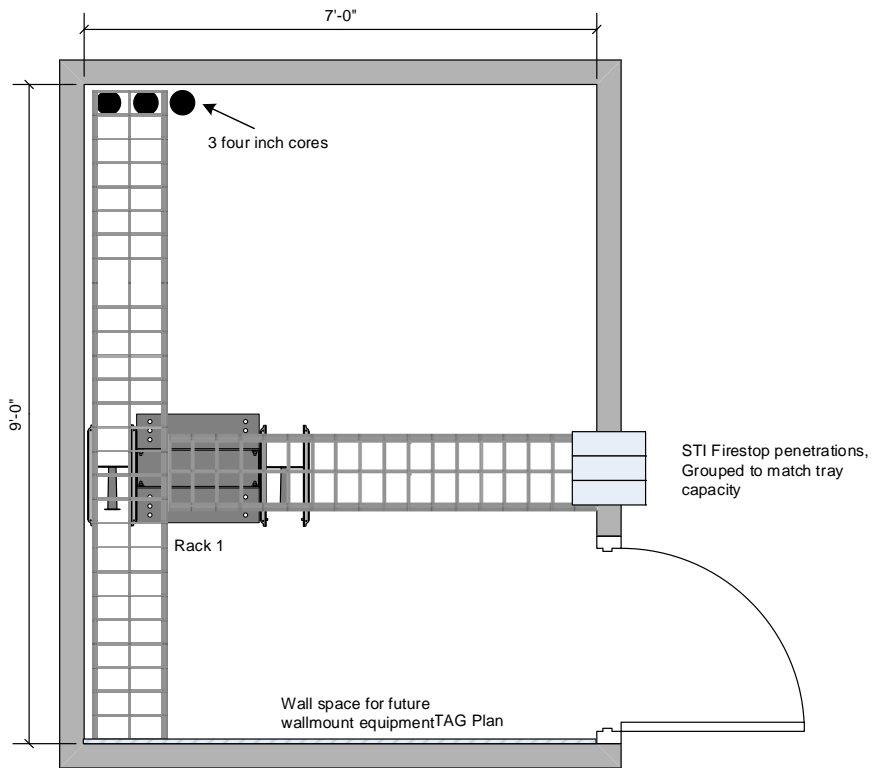 7'-0"
3 four inch cores
9'-0"
STI Firestop penetrations,
Grouped to match tray
capacity
Rack 1
Wall space for future
wallmount equipmentTAG Plan